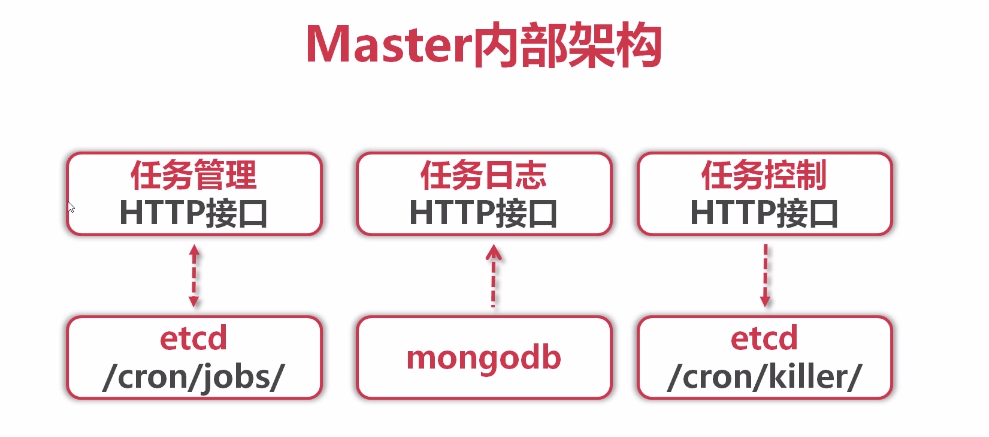 Master内部架构
任务管理
HTTP接口
任务日志
HTTP接口
任务控制
HTTP接口
etcd
/cron/jobs/
mongodb
etcd
/cron/killer/